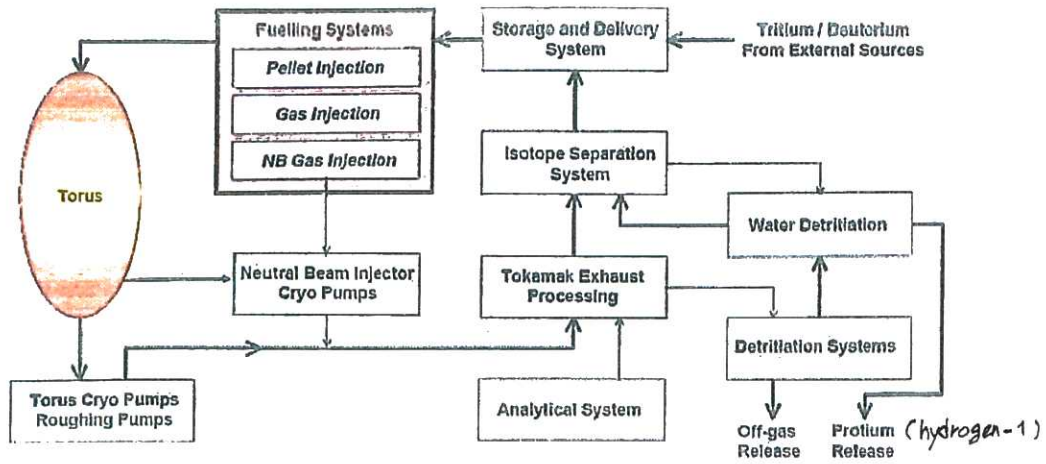 Fuelling Systems
Pellet Injection
Gas Injection
NB Gas Injection
Storage and Delivery
System
Tritium / Deuterium
From External Sources
Torus
Isotope Separation
System
Water Detritiation
Neutral Beam Injector
Cryo Pumps
Tokamak Exhaust
Processing
Detritiation Systems
Torus Cryo Pumps
Roughing Pumps
Analytical System
Off-gas
Release
Protium (hydrogen-1)
Release